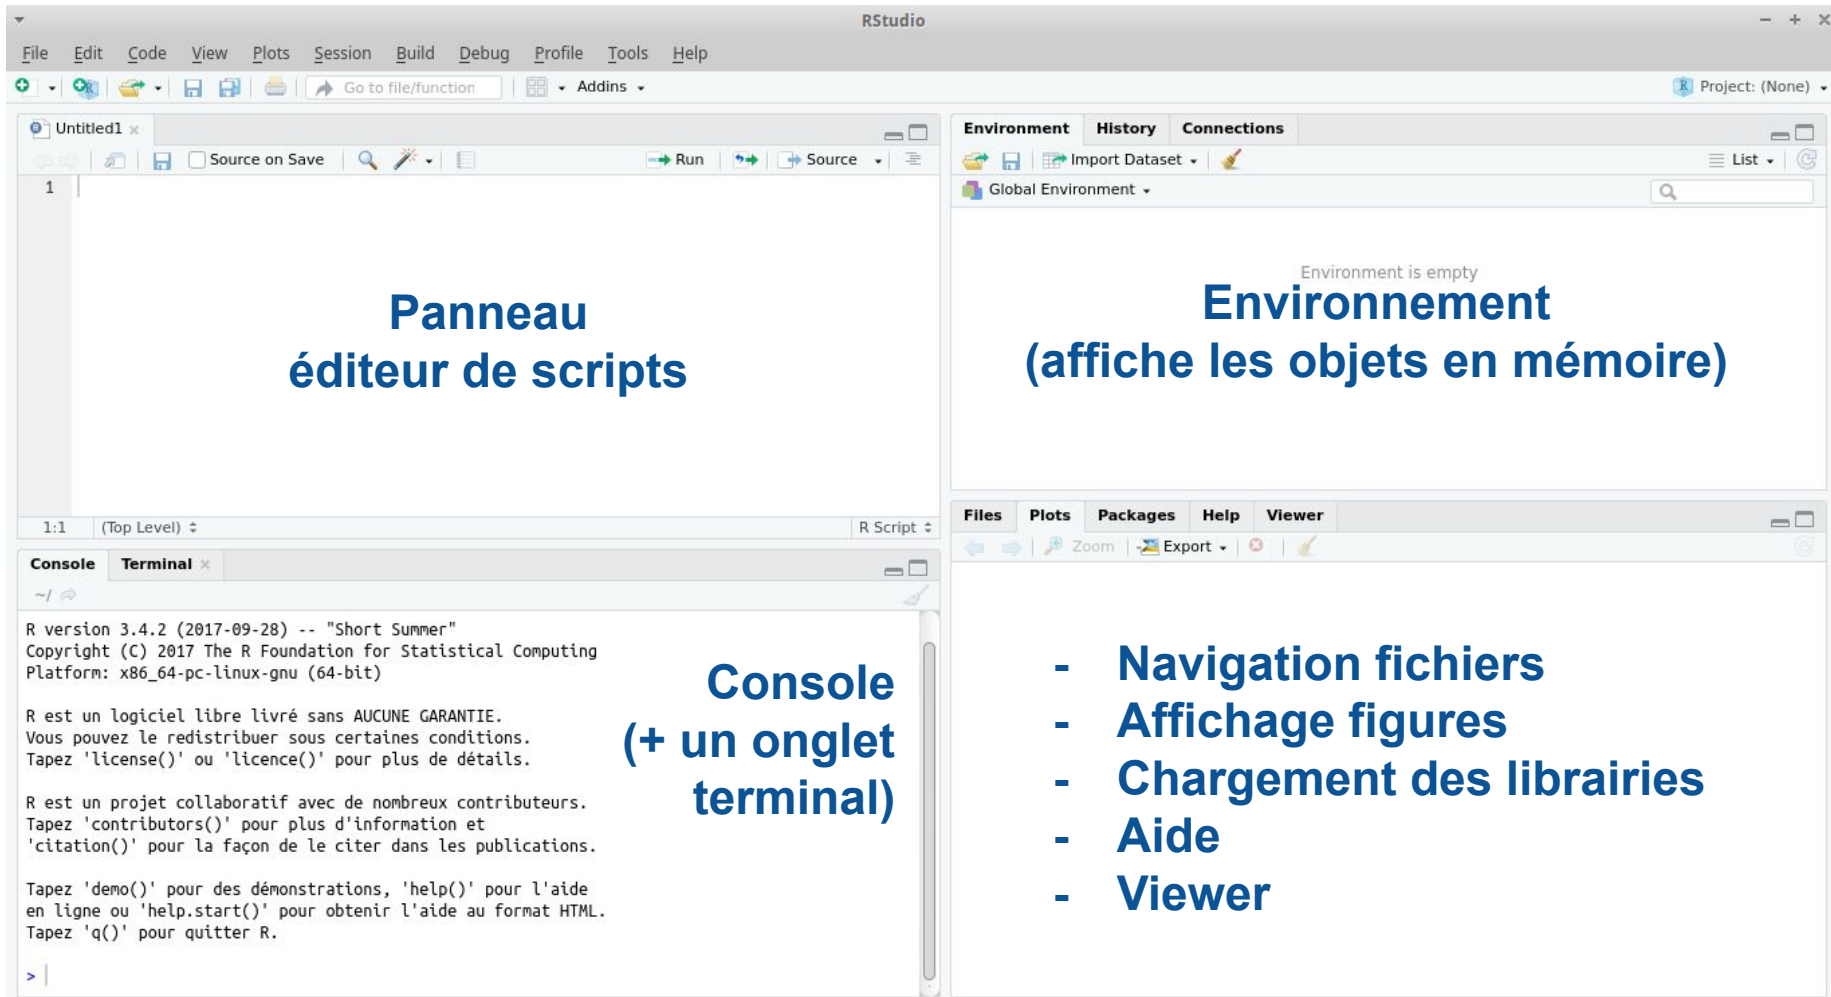 RStudio
File Edit Code View Plots Session Build Debug Profile Tools Help
Go to file/function Addins Project: (None)
Untitled1
Source on Save Run Source
1
Panneau
éditeur de scripts
1:1 (Top Level) R Script
Environment History Connections
Import Dataset List
Global Environment
Environment is empty
Environnement
(affiche les objets en mémoire)
Console Terminal
~/
R version 3.4.2 (2017-09-28) -- "Short Summer"
Copyright (C) 2017 The R Foundation for Statistical Computing
Platform: x86_64-pc-linux-gnu (64-bit)
R est un logiciel libre livré sans AUCUNE GARANTIE.
Vous pouvez le redistribuer sous certaines conditions.
Tapez 'license()' ou 'licence()' pour plus de détails.
R est un projet collaboratif avec de nombreux contributeurs.
Tapez 'contributors()' pour plus d'information et
'citation()' pour la façon de le citer dans les publications.
Tapez 'demo()' pour des démonstrations, 'help()' pour l'aide
en ligne ou 'help.start()' pour obtenir l'aide au format HTML.
Tapez 'q()' pour quitter R.
>
Console
(+ un onglet
terminal)
Files Plots Packages Help Viewer
Zoom Export
- Navigation fichiers
- Affichage figures
- Chargement des librairies
- Aide
- Viewer